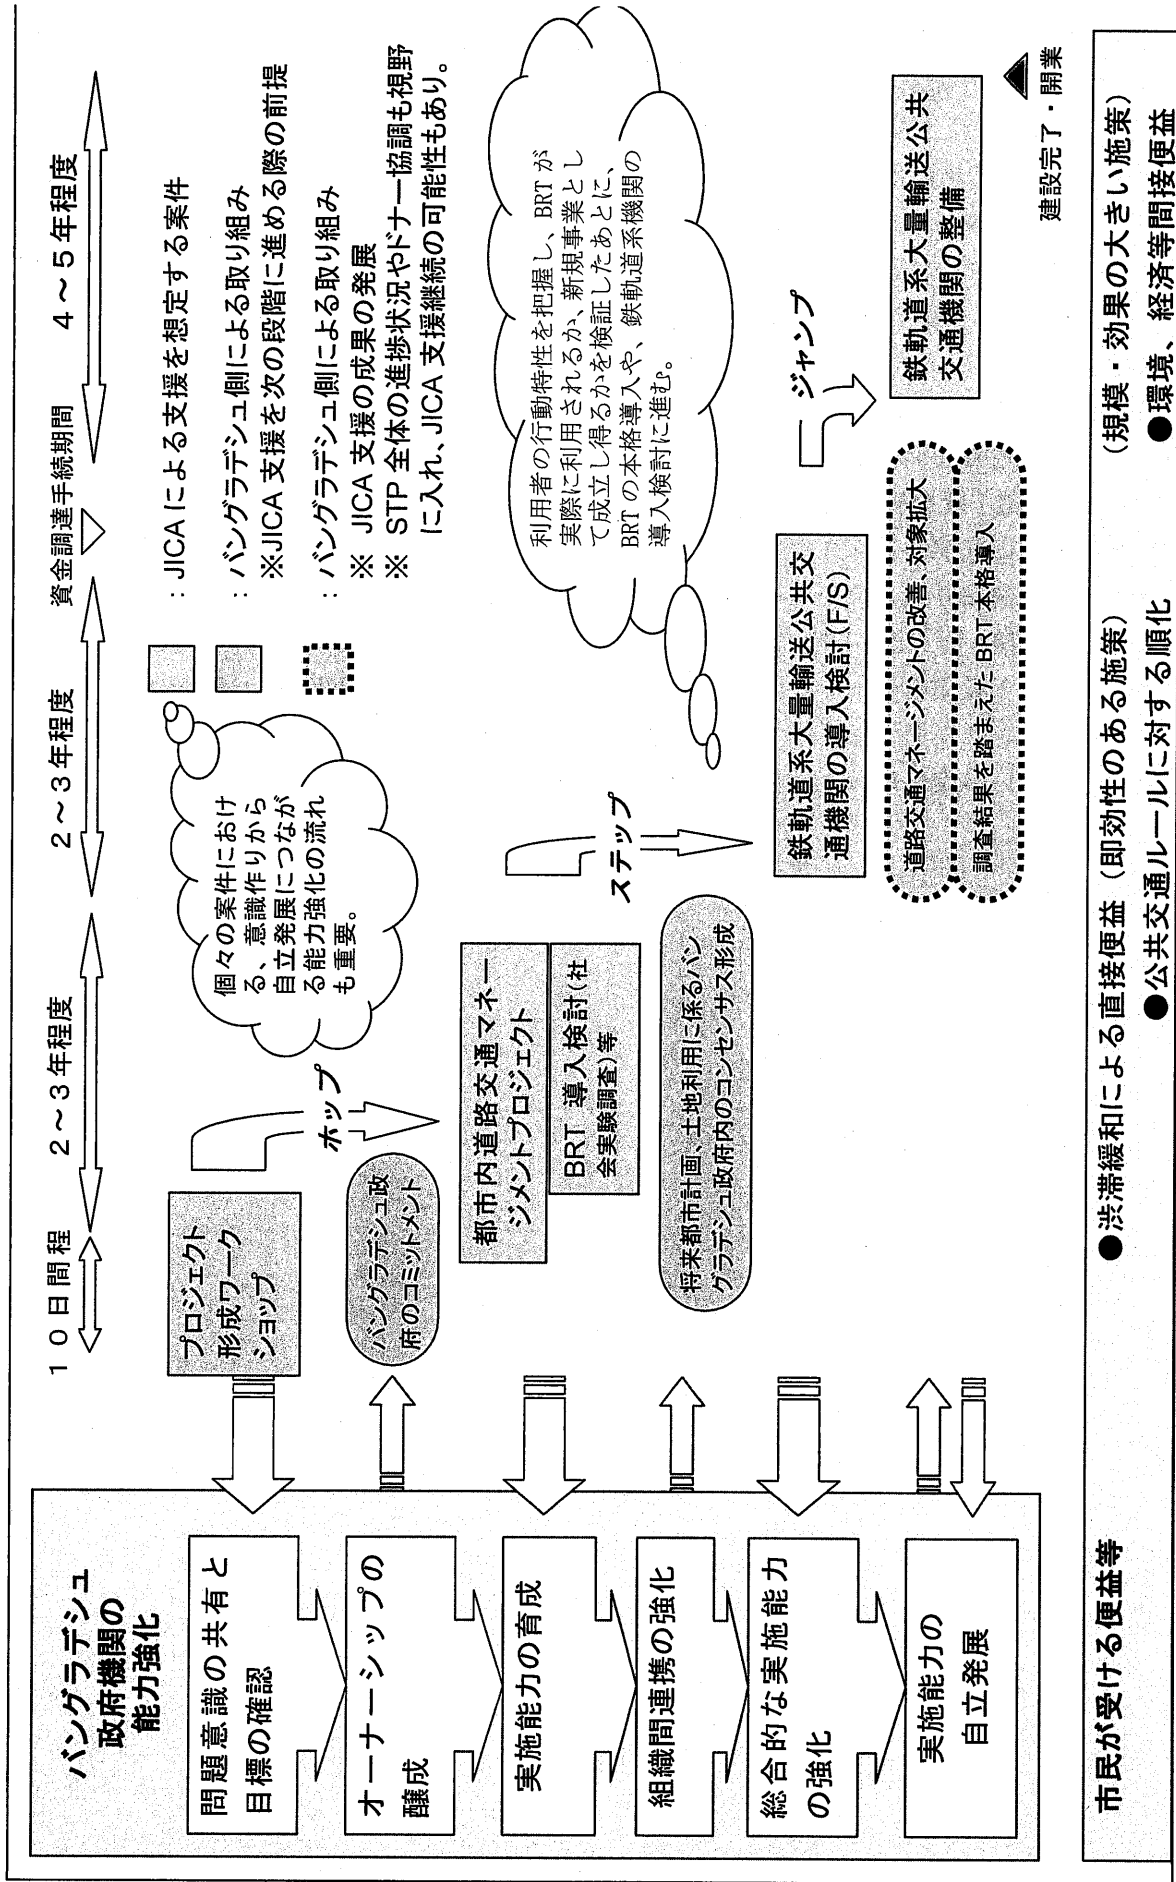 10日間程
2~3年程度
2~3年程度
資金調達手続期間
4~5年程度
バングラデシュ
政府機関の
能力強化
問題意識の共有と
目標の確認
オーナーシップの
醸成
実施能力の育成
組織間連携の強化
総合的な実施能力
の強化
実施能力の
自立発展
プロジェクト
形成ワーク
ショップ
バングラデシュ政
府のコミットメント
ホップ
個々の案件におけ
る、意識作りから
自立発展につなが
る能力強化の流れ
も重要。
: JICAによる支援を想定する案件
: バングラデシュ側による取り組み
※JICA支援を次の段階に進める際の前提
: バングラデシュ側による取り組み
※ JICA支援の成果の発展
※ STP全体の進捗状況やドナー協調も視野
に入れ、JICA支援継続の可能性もあり。
都市内道路交通マネー
ジメントプロジェクト
BRT 導入検討(社
会実験調査)等
将来都市計画、土地利用に係るバン
グラデシュ政府内のコンセンサス形成
ステップ
利用者の行動特性を把握し、BRTが
実際に利用されるか、新規事業とし
て成立し得るかを検証したあとに、
BRTの本格導入や、鉄軌道系機関の
導入検討に進む。
鉄軌道系大量輸送公共交
通機関の導入検討(F/S)
道路交通マネージメントの改善、対象拡大
調査結果を踏まえたBRT本格導入
ジャンプ
鉄軌道系大量輸送公共
交通機関の整備
建設完了・開業
市民が受ける便益等
●渋滞緩和による直接便益(即効性のある施策)
(規模・効果の大きい施策)
●公共交通ルールに対する順化
●環境、経済等間接便益